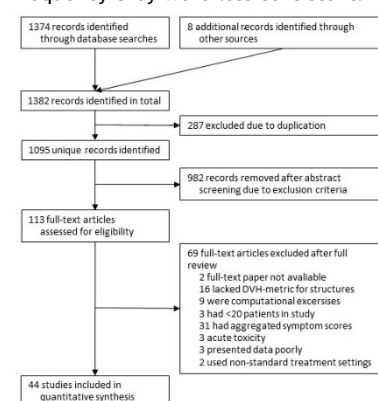 1374 records identified
through database searches
8 additional records identified through
other sources
1382 records identified in total
287 excluded due to duplication
1095 unique records identified
982 records removed after abstract
screening due to exclusion criteria
113 full-text articles
assessed for eligibility
69 full-text articles excluded after full
review
2 full-text paper not avaliable
16 lacked DVH-metric for structures
9 were computational excersises
3 had <20 patients in study
31 had aggregated symptom scores
3 acute toxicity
3 presented data poorly
2 used non-standard treatment settings
44 studies included in
quantitative synthesis